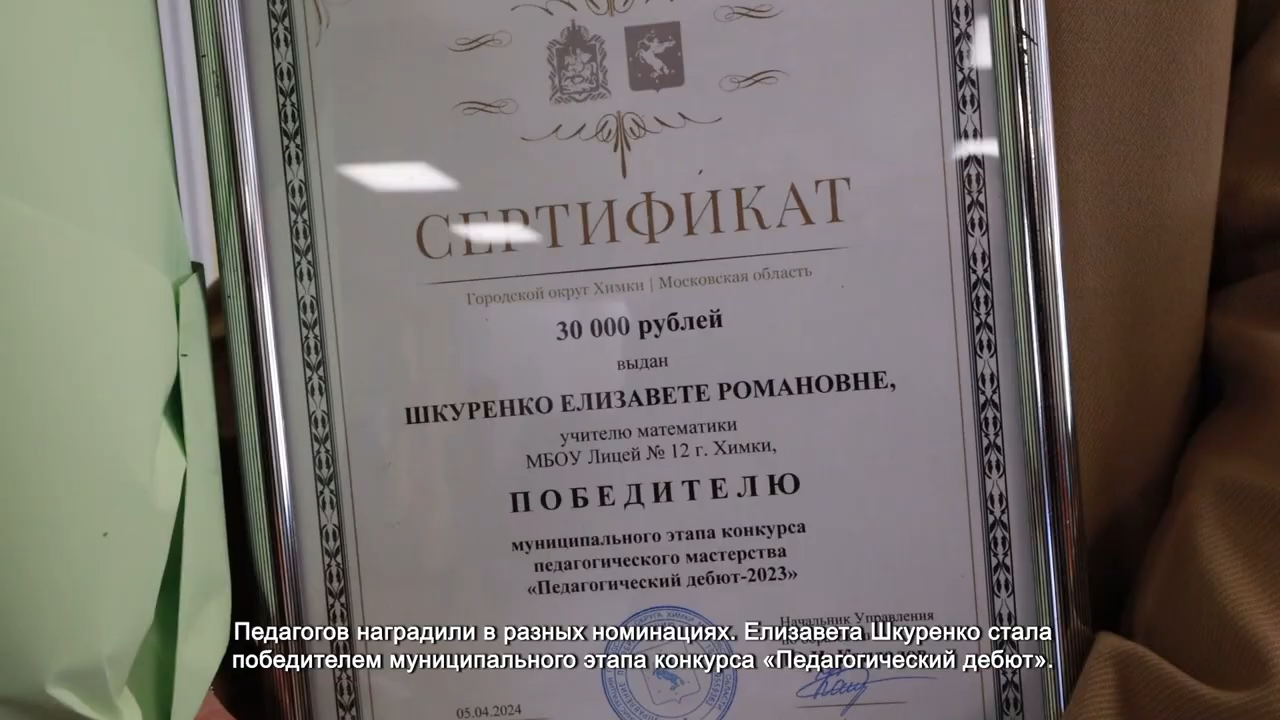 СЕРТИФИКАТ
Городской округ Химки | Московская область
30 000 рублей
выдан
ШКУРЕНКО ЕЛИЗАВЕТЕ РОМАНОВНЕ,
учителю математики
МБОУ Лицей № 12 г. Химки,
ПОБЕДИТЕЛЮ
муниципального этапа конкурса
педагогического мастерства
«Педагогический дебют-2023»
Начальник Управления
Педагогов наградили в разных номинациях. Елизавета Шкуренко стала
победителем муниципального этапа конкурса «Педагогический дебют».
05.04.2024